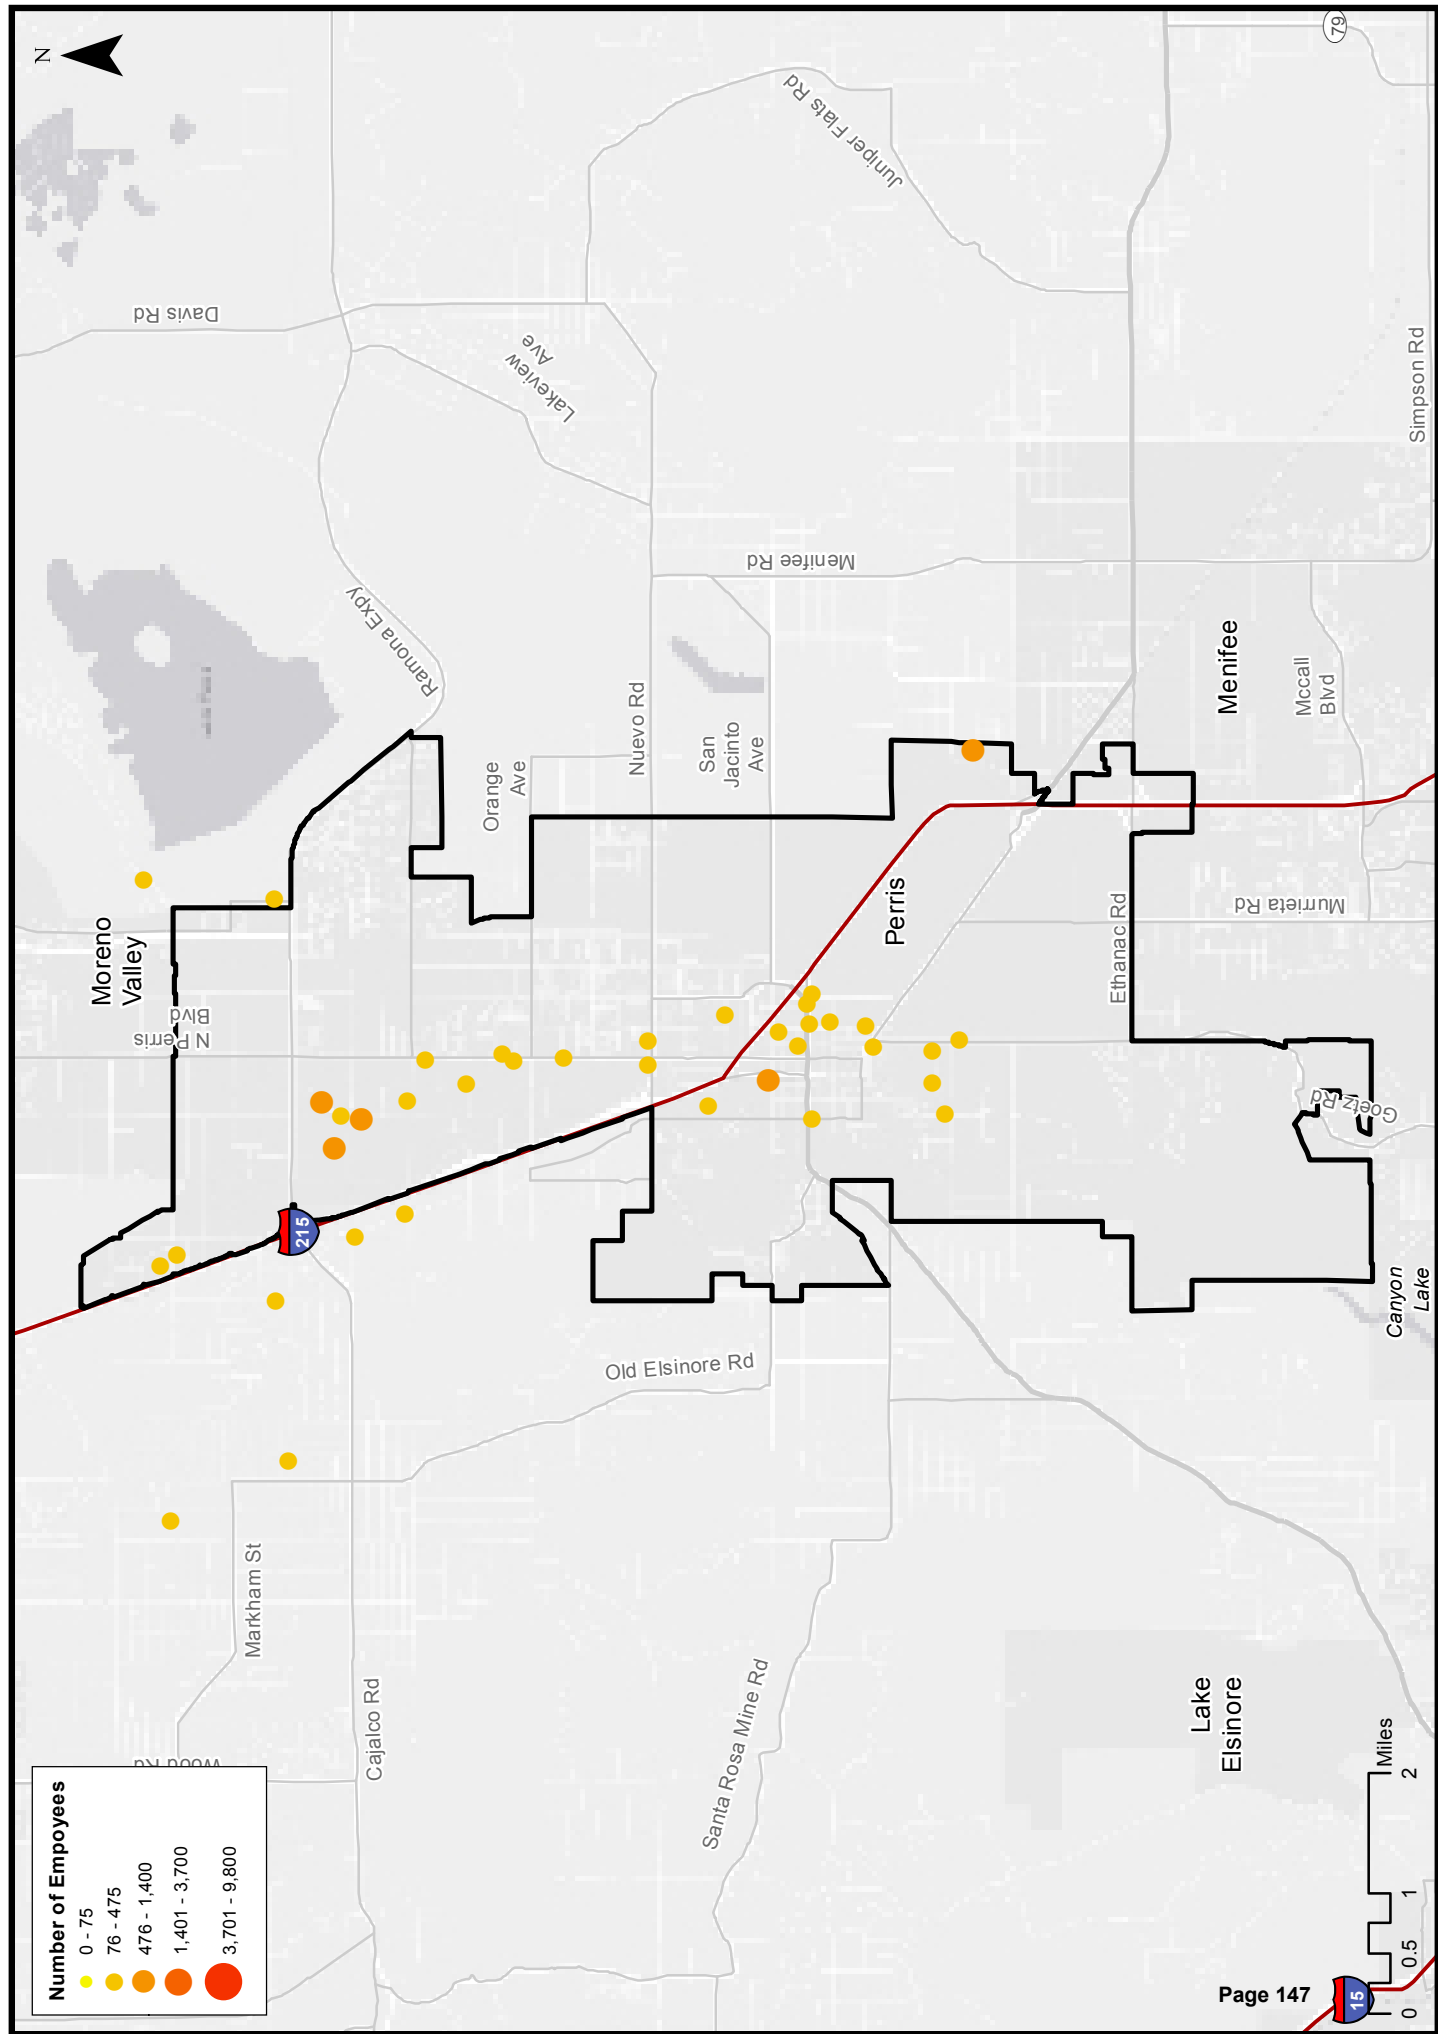 Number of Empoyees
0 - 75
76 - 475
476 - 1,400
1,401 - 3,700
3,701 - 9,800
N
Wood Rd
Markham St
Cajalco Rd
Santa Rosa Mine Rd
Old Elsinore Rd
215
Moreno
Valley
N Perris
Blvd
Ramona Expy
Davis Rd
Lakeview
Ave
Orange
Ave
Nuevo Rd
San
Jacinto
Ave
Menifee Rd
Juniper Flats Rd
79
Perris
Ethanac Rd
Murrieta Rd
Menifee
Mccall
Blvd
Simpson Rd
Goetz Rd
Canyon
Lake
Lake
Elsinore
15
0
0.5
1
2
Miles
Page 147